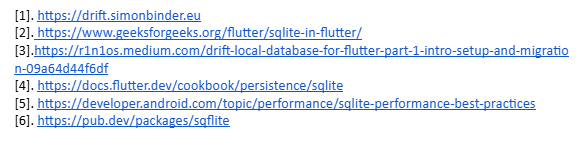 [1]. https://drift.simonbinder.eu
[2]. https://www.geeksforgeeks.org/flutter/sqlite-in-flutter/
[3].https://r1n1os.medium.com/drift-local-database-for-flutter-part-1-intro-setup-and-migratio
n-09a64d44f6df
[4]. https://docs.flutter.dev/cookbook/persistence/sqlite
[5]. https://developer.android.com/topic/performance/sqlite-performance-best-practices
[6]. https://pub.dev/packages/sqflite